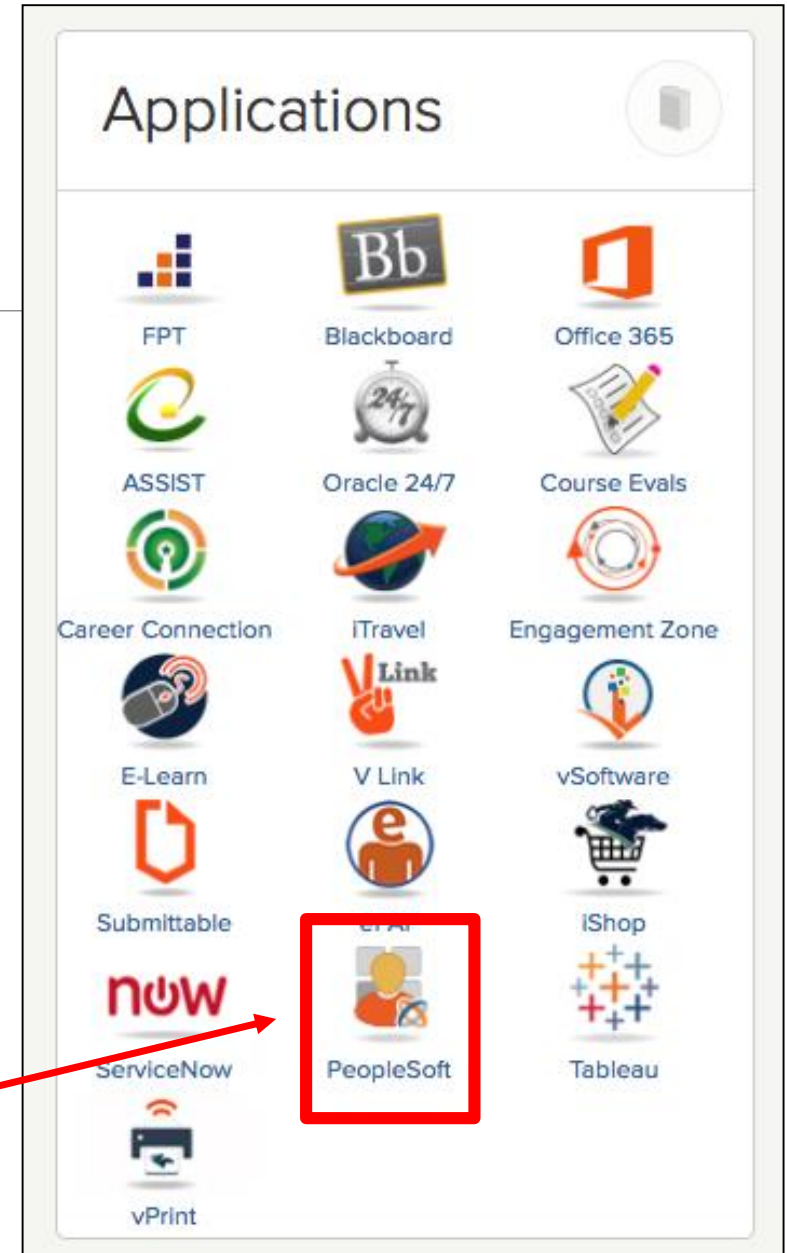 Applications
Bb
FPT Blackboard Office 365
24/7
ASSIST Oracle 24/7 Course Evals
Career Connection iTravel Engagement Zone
Link
E-Learn V Link vSoftware
e
Submittable iShop
now
ServiceNow PeopleSoft Tableau
vPrint